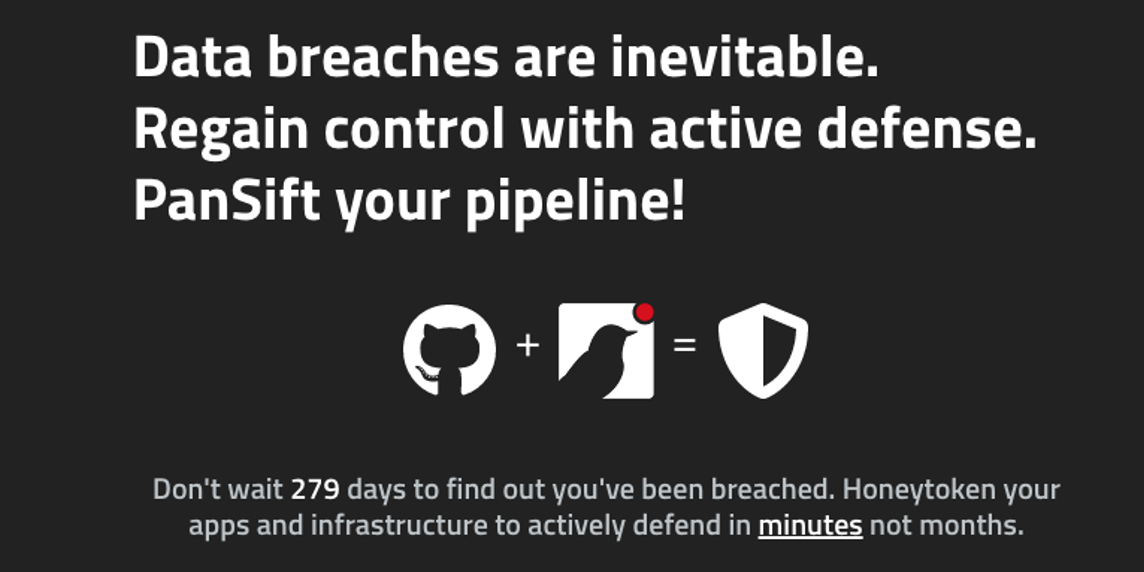 Data breaches are inevitable.
Regain control with active defense.
PanSift your pipeline!
+ =
Don't wait 279 days to find out you've been breached. Honeytoken your
apps and infrastructure to actively defend in minutes not months.